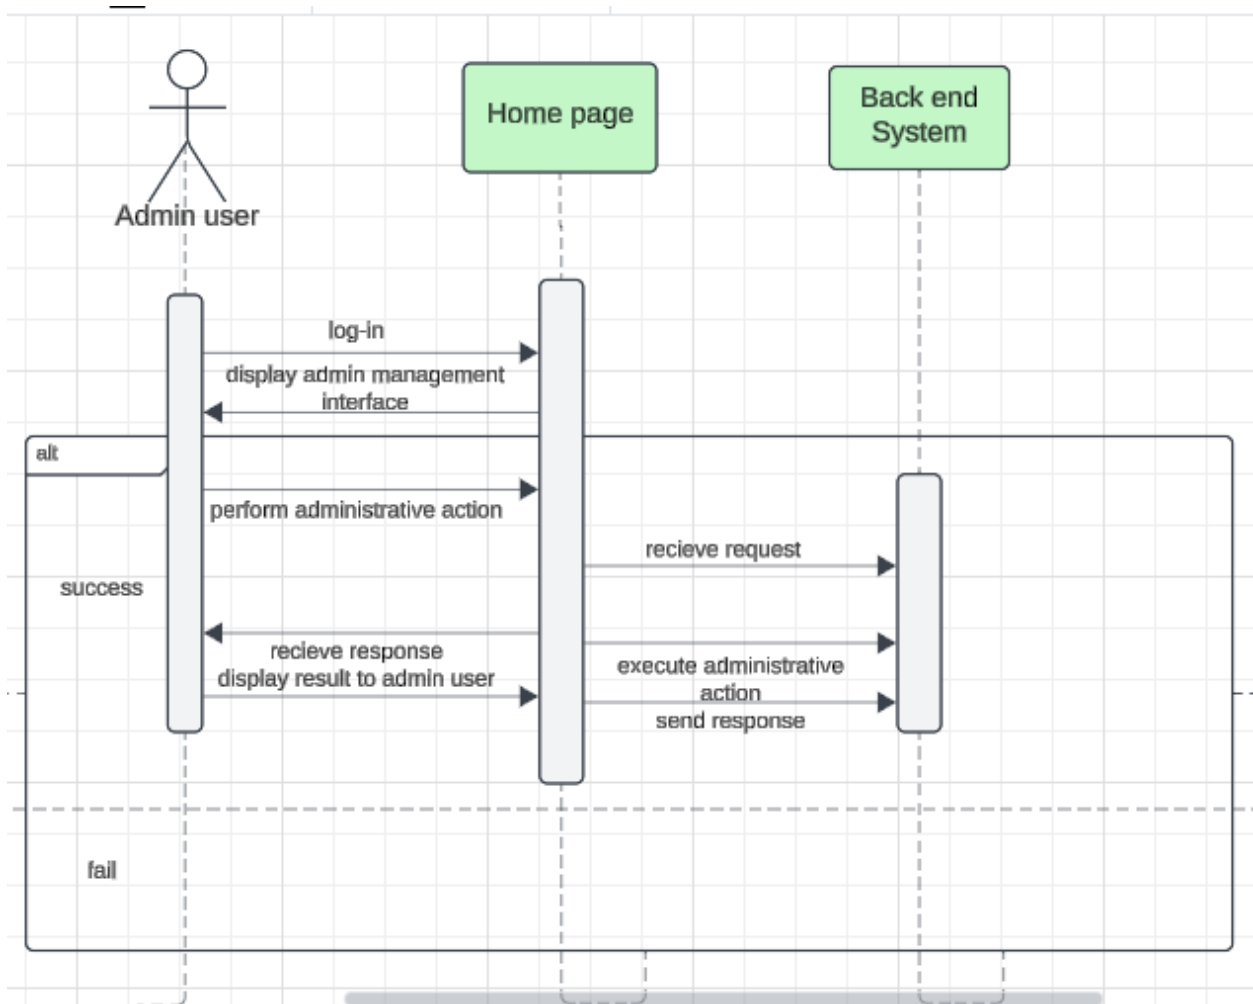 Home page
Back end
System
Admin user
log-in
display admin management
interface
alt
perform administrative action
recieve request
success
recieve response
display result to admin user
execute administrative
action
send response
fail